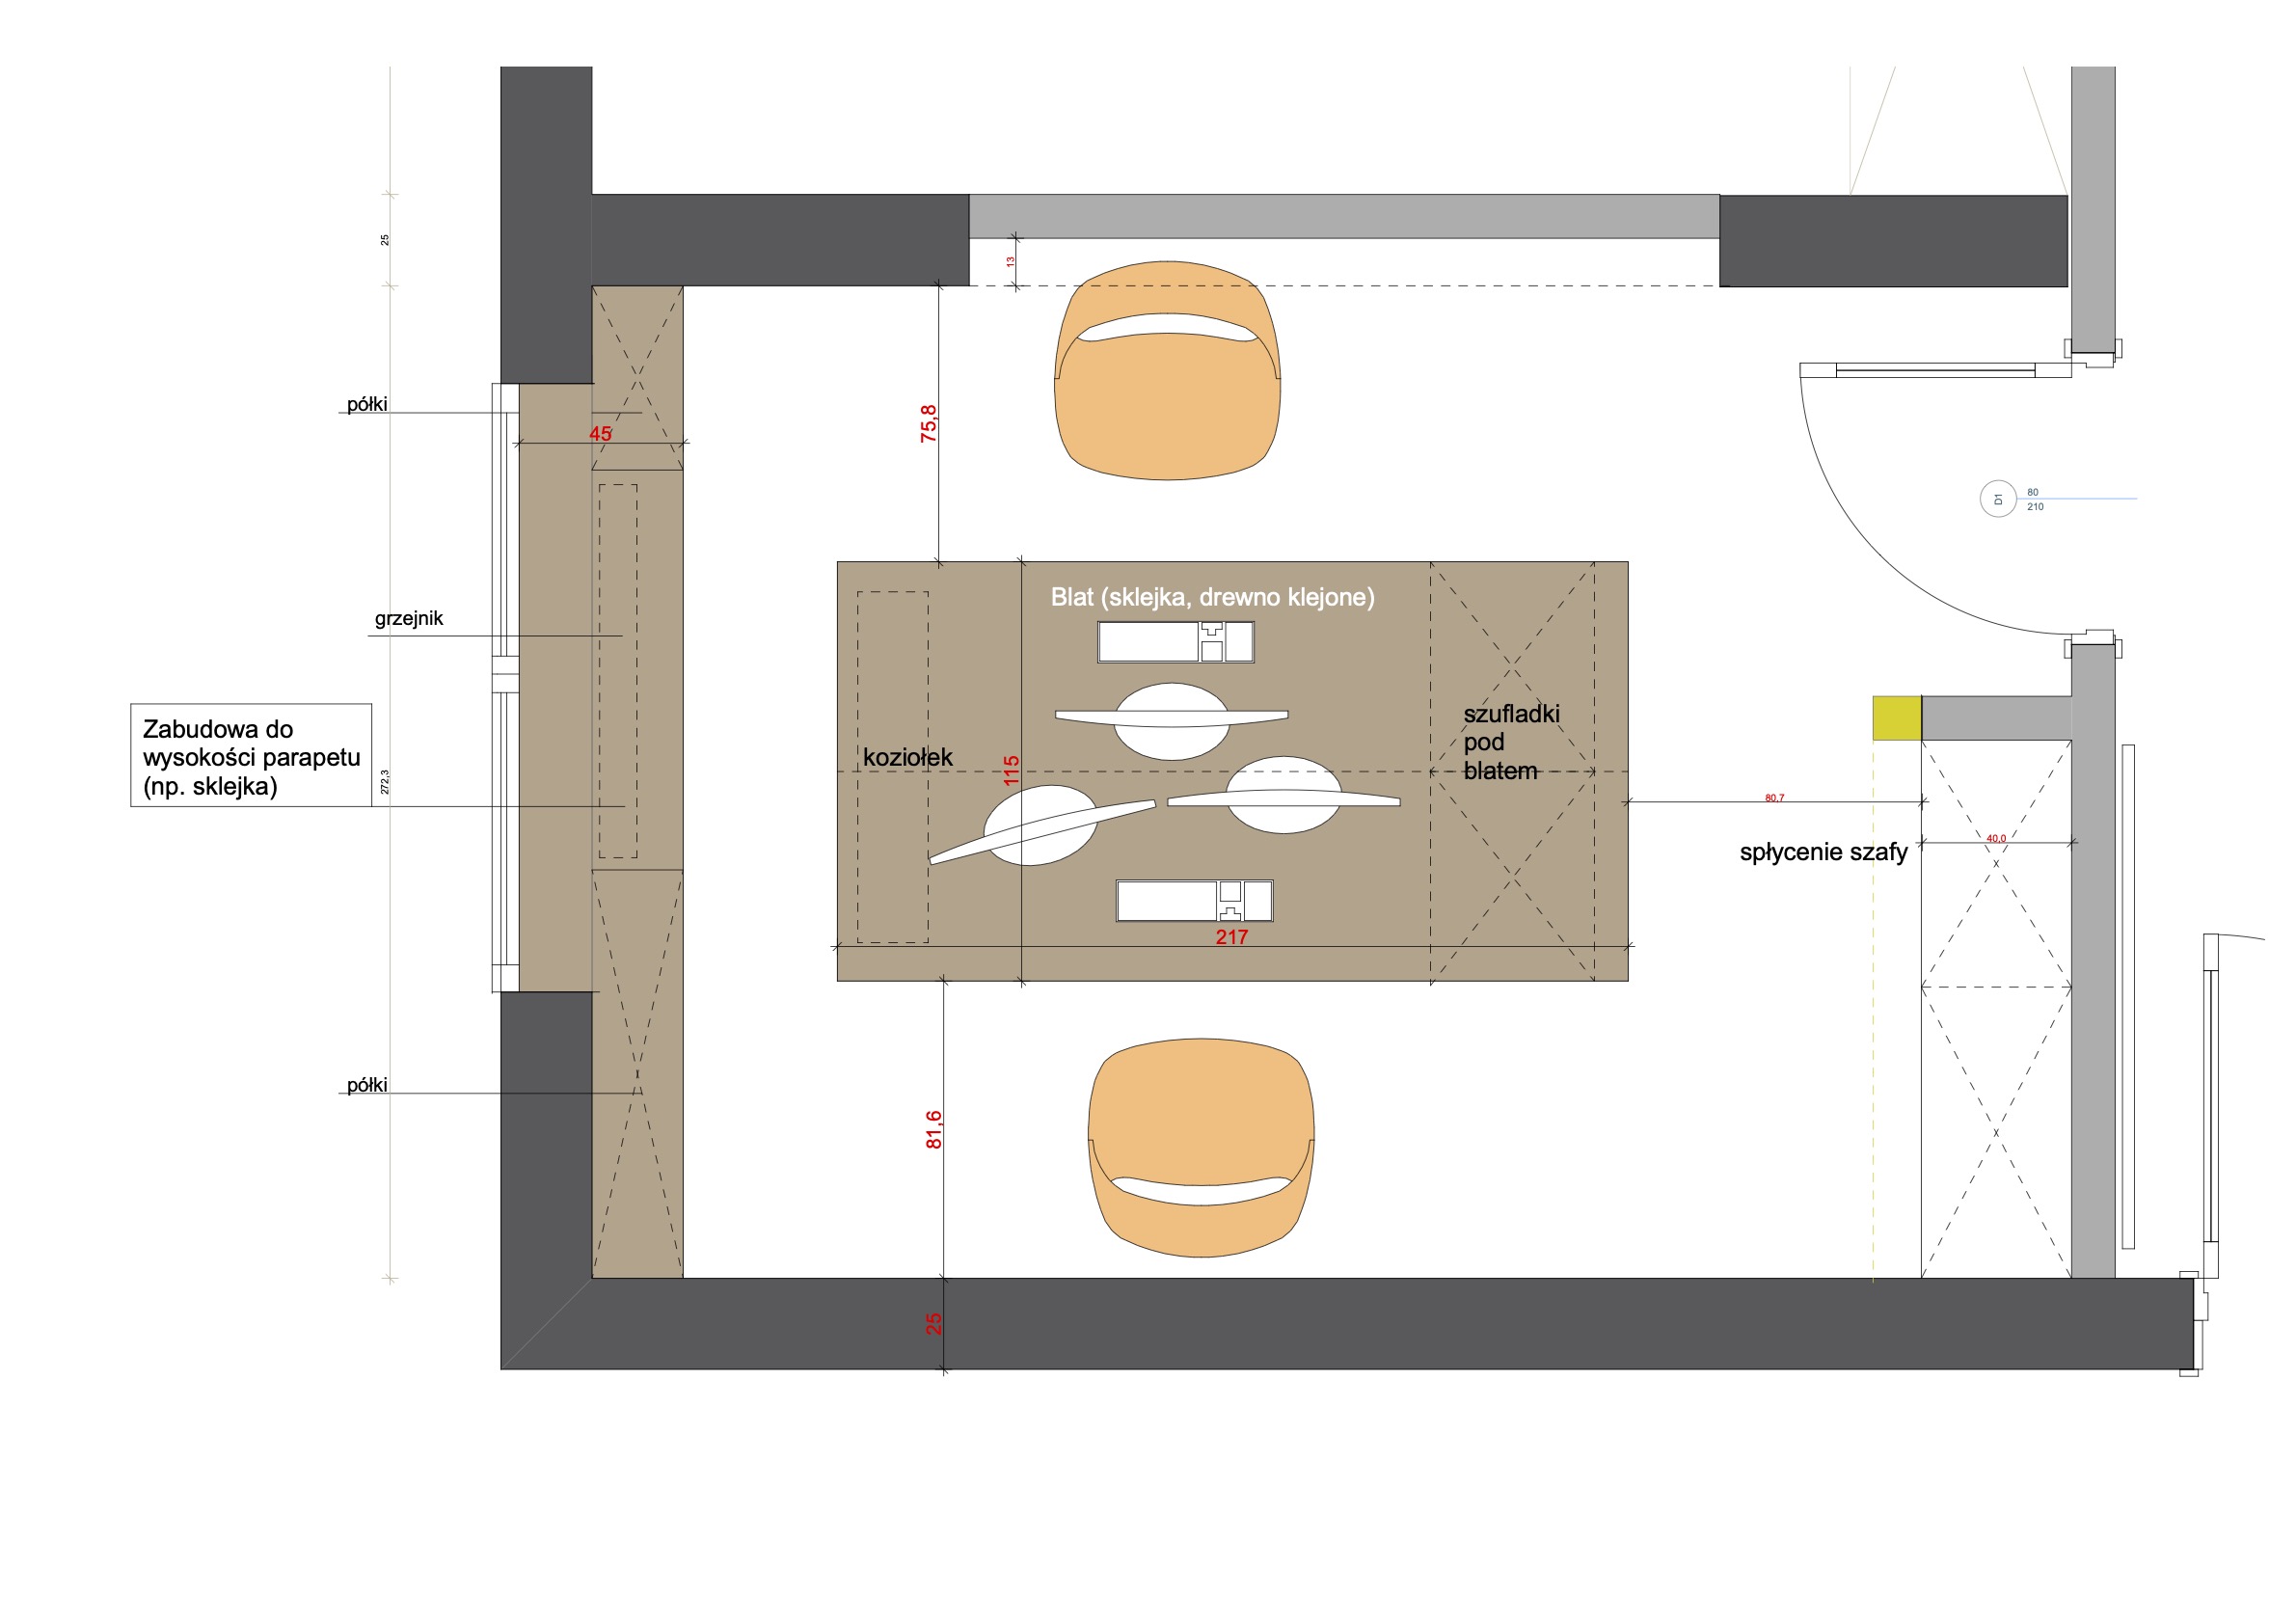 25
13
półki
45
75,8
D1
80
210
grzejnik
Blat (sklejka, drewno klejone)
Zabudowa do
wysokości parapetu
(np. sklejka)
272,3
koziołek
115
szufladki
pod
blatem
80,7
40,0
spłycenie szafy
217
półki
81,6
25